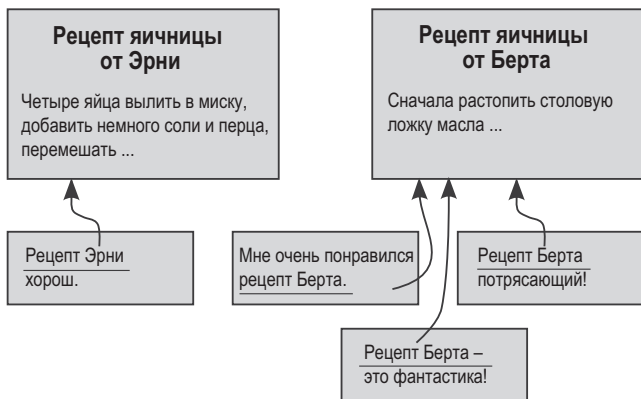 Рецепт яичницы
от Эрни
Четыре яйца вылить в миску,
добавить немного соли и перца,
перемешать ...
Рецепт яичницы
от Берта
Сначала растопить столовую
ложку масла ...
Рецепт Эрни
хорош.
Мне очень понравился
рецепт Берта.
Рецепт Берта
потрясающий!
Рецепт Берта –
это фантастика!